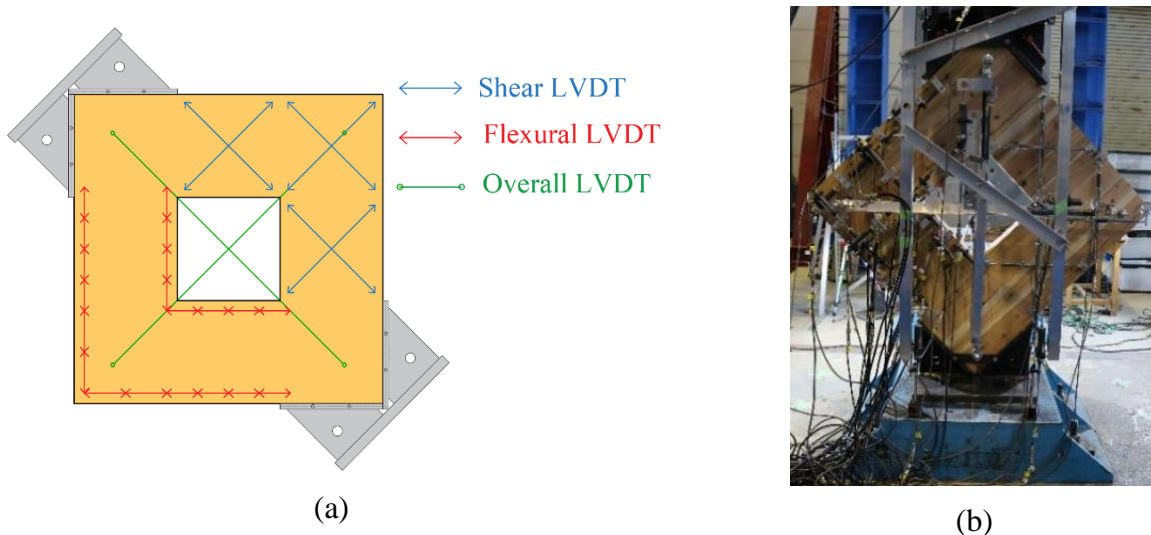 Shear LVDT
Flexural LVDT
Overall LVDT
(a)
(b)